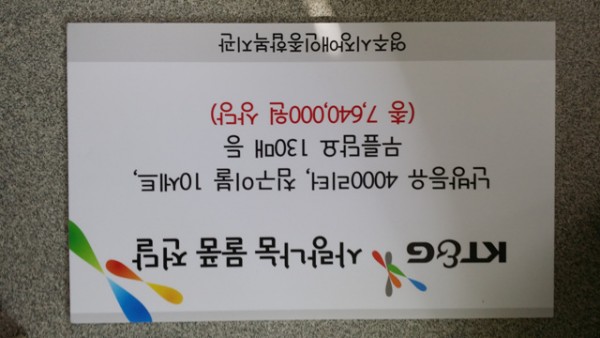 KT&G 사랑나눔 물품 전달
난방등유 4000리터, 침구이불 10세트,
무릎담요 130매 등
(총 7,640,000원 상당)
영주시장애인종합복지관